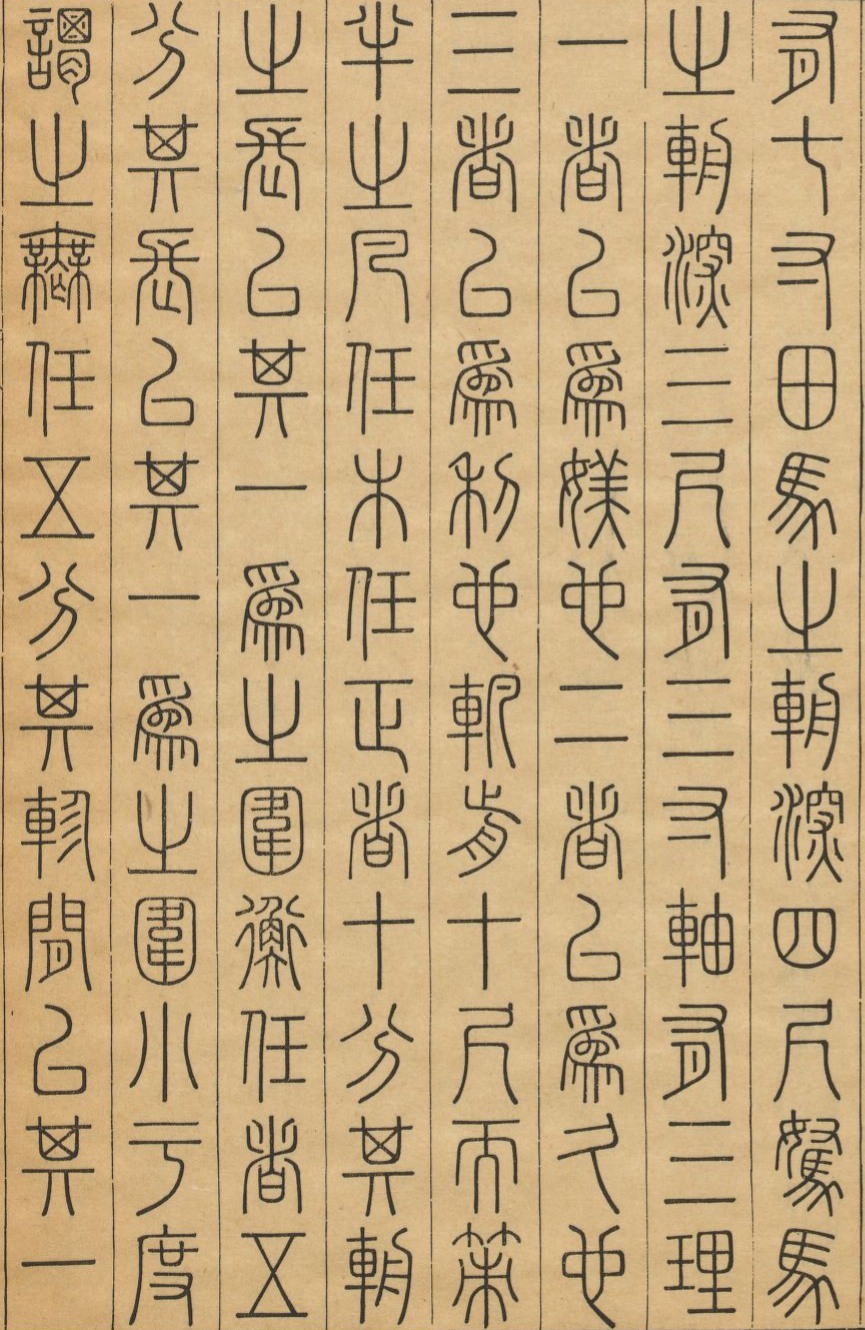 有七寸田馬之輈深四尺駑馬
之輈深三尺有三寸軸有三理
一者以為媄也二者以為久也
三者以為利也軓前十尺而策
半之凡任木任正者十分其輈
之長以其一為之圍衡任者五
分其長以其一為之圍小于度
謂之無任五分其軫間以其一